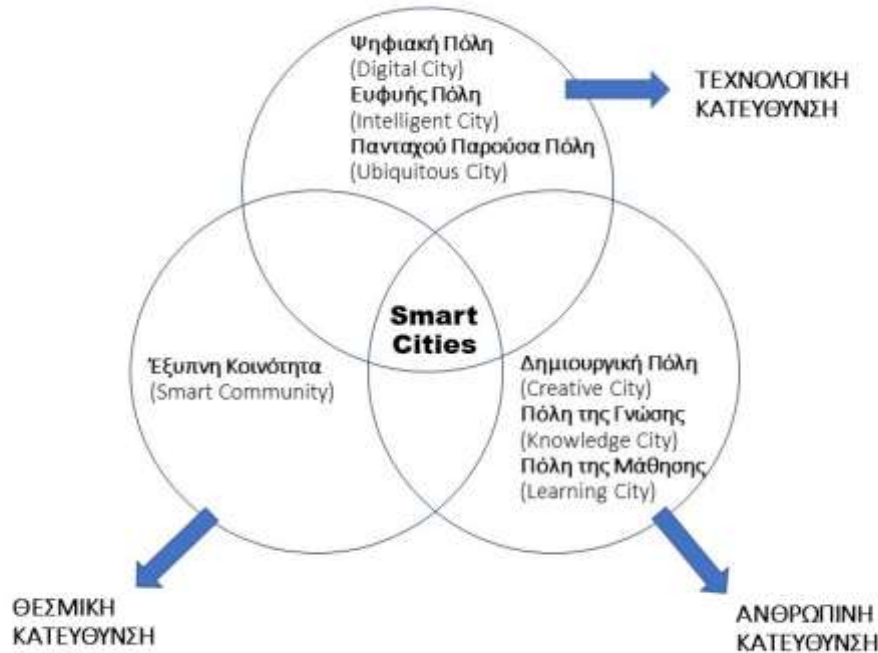 Ψηφιακή Πόλη
(Digital City)
Ευφυής Πόλη
(Intelligent City)
Πανταχού Παρούσα Πόλη
(Ubiquitous City)
ΤΕΧΝΟΛΟΓΙΚΗ
ΚΑΤΕΥΘΥΝΣΗ
Smart
Cities
Έξυπνη Κοινότητα
(Smart Community)
Δημιουργική Πόλη
(Creative City)
Πόλη της Γνώσης
(Knowledge City)
Πόλη της Μάθησης
(Learning City)
ΘΕΣΜΙΚΗ
ΚΑΤΕΥΘΥΝΣΗ
ΑΝΘΡΩΠΙΝΗ
ΚΑΤΕΥΘΥΝΣΗ